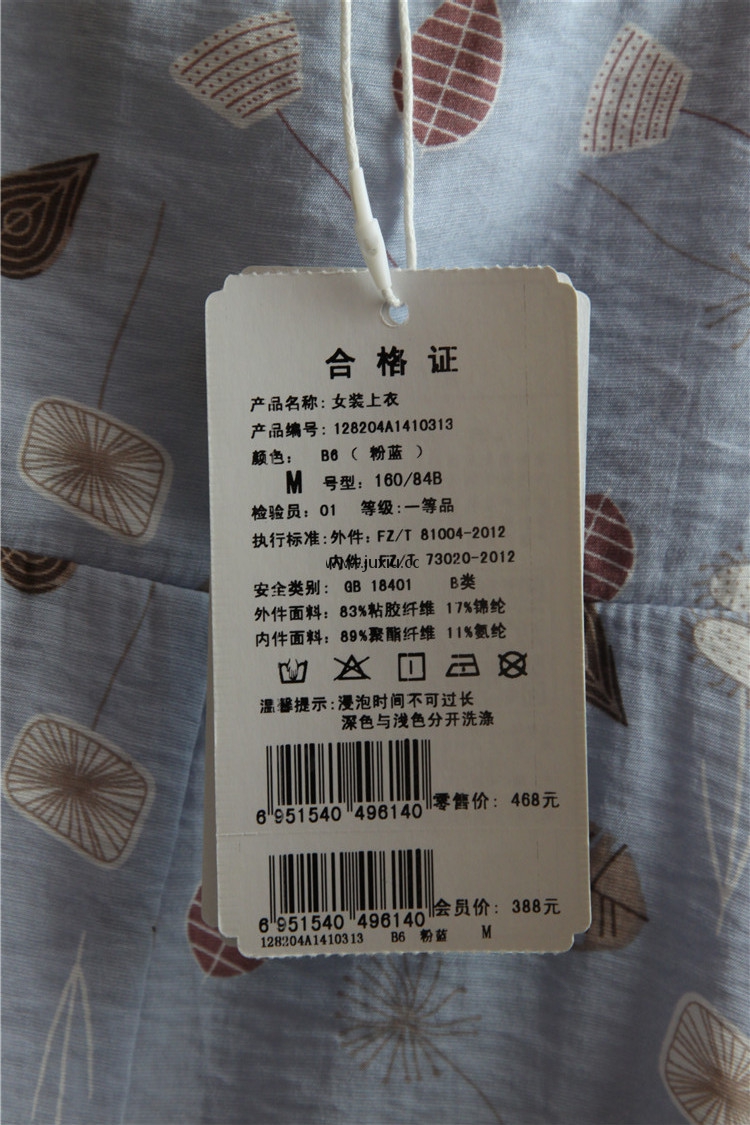 合格证
产品名称: 女装上衣
产品编号: 128204A1410313
颜色: B6 ( 粉蓝 )
M 号型: 160/84B
检验员: 01 等级:一等品
执行标准:外件: FZ/T 81004-2012
内件: FZ/T 73020-2012
www.juxiu.cc
安全类别: GB 18401 B类
外件面料: 83%粘胶纤维 17%锦纶
内件面料: 89%聚酯纤维 11%氨纶
温馨提示:浸泡时间不可过长
深色与浅色分开洗涤
6 951540 496140 零售价: 468元
6 951540 496140 会员价: 388元
128204A1410313 B6 粉蓝 M